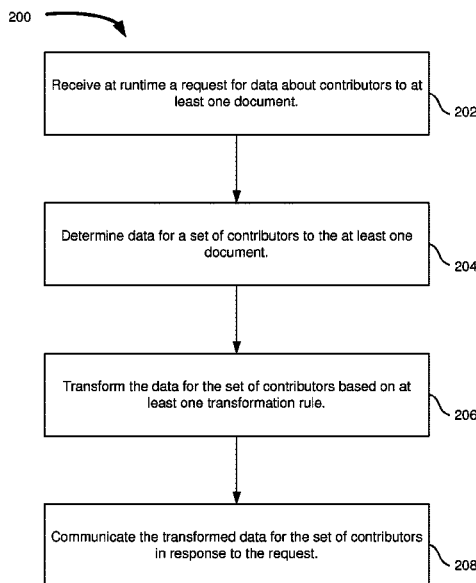 200
Receive at runtime a request for data about contributors to at
least one document.
202
Determine data for a set of contributors to the at least one
document.
204
Transform the data for the set of contributors based on at
least one transformation rule.
206
Communicate the transformed data for the set of contributors
in response to the request.
208